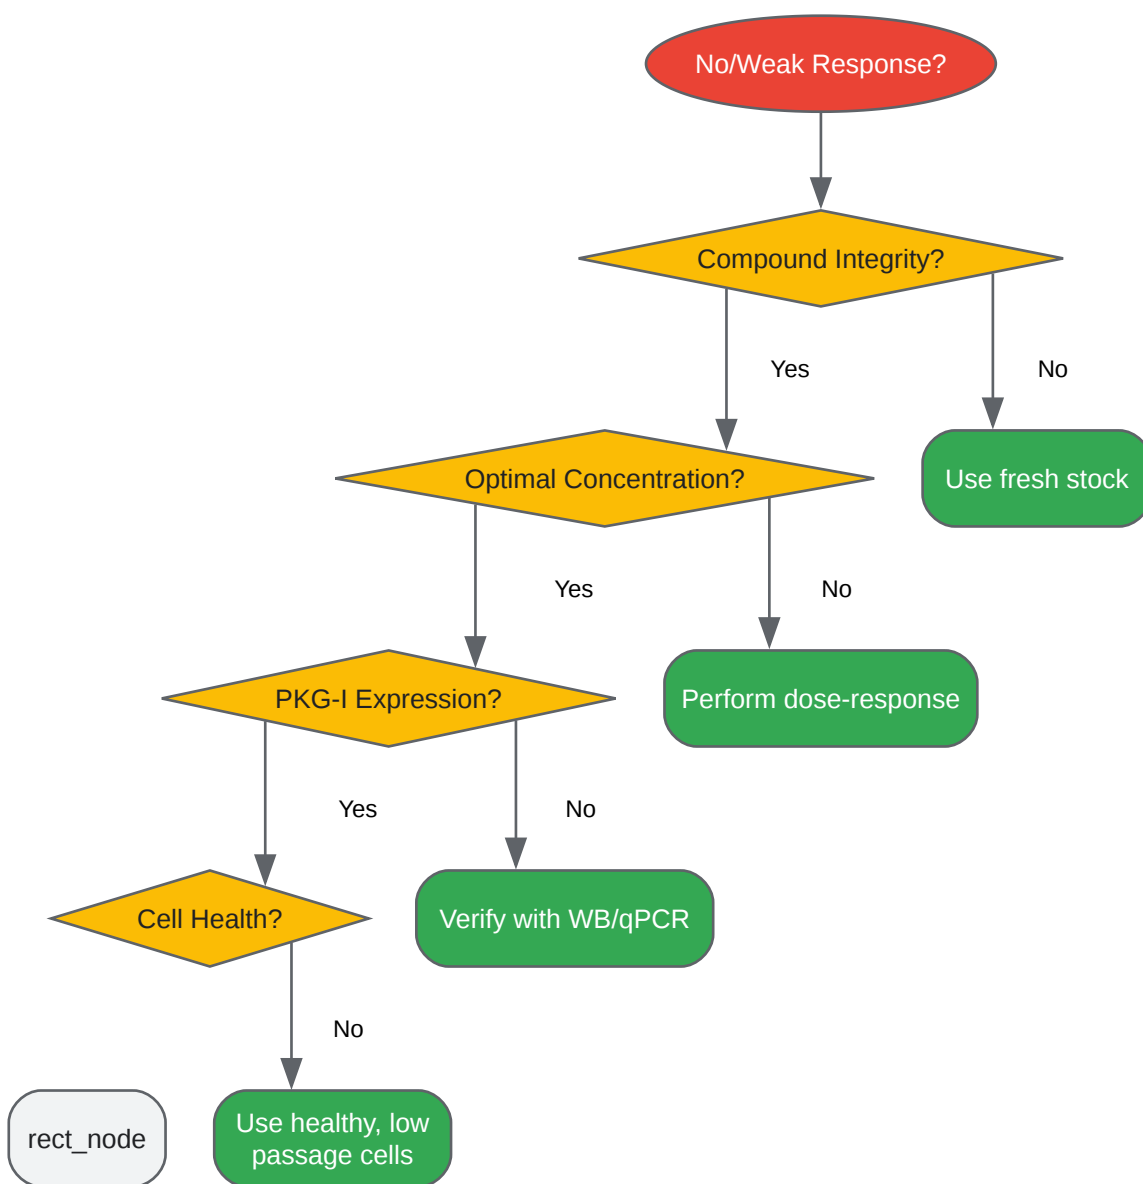 No/Weak Response?
Compound Integrity?
Yes
No
Optimal Concentration?
Use fresh stock
Yes
No
PKG-I Expression?
Perform dose-response
Yes
No
Cell Health?
Verify with WB/qPCR
No
rect_node
Use healthy, low
passage cells